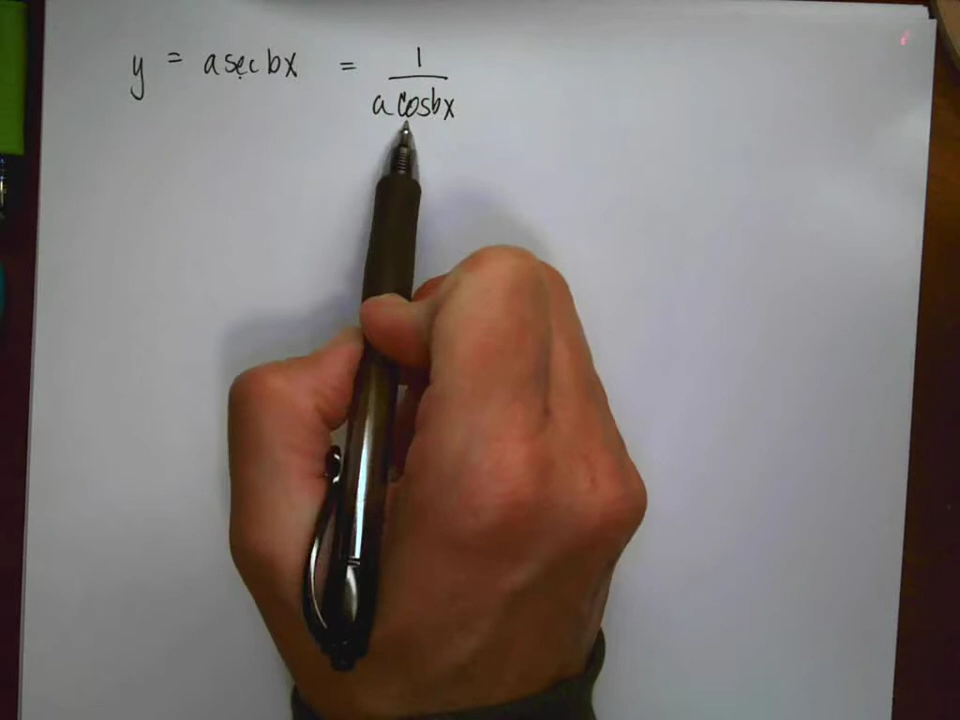 y = a sec bx = 1 / a cos bx